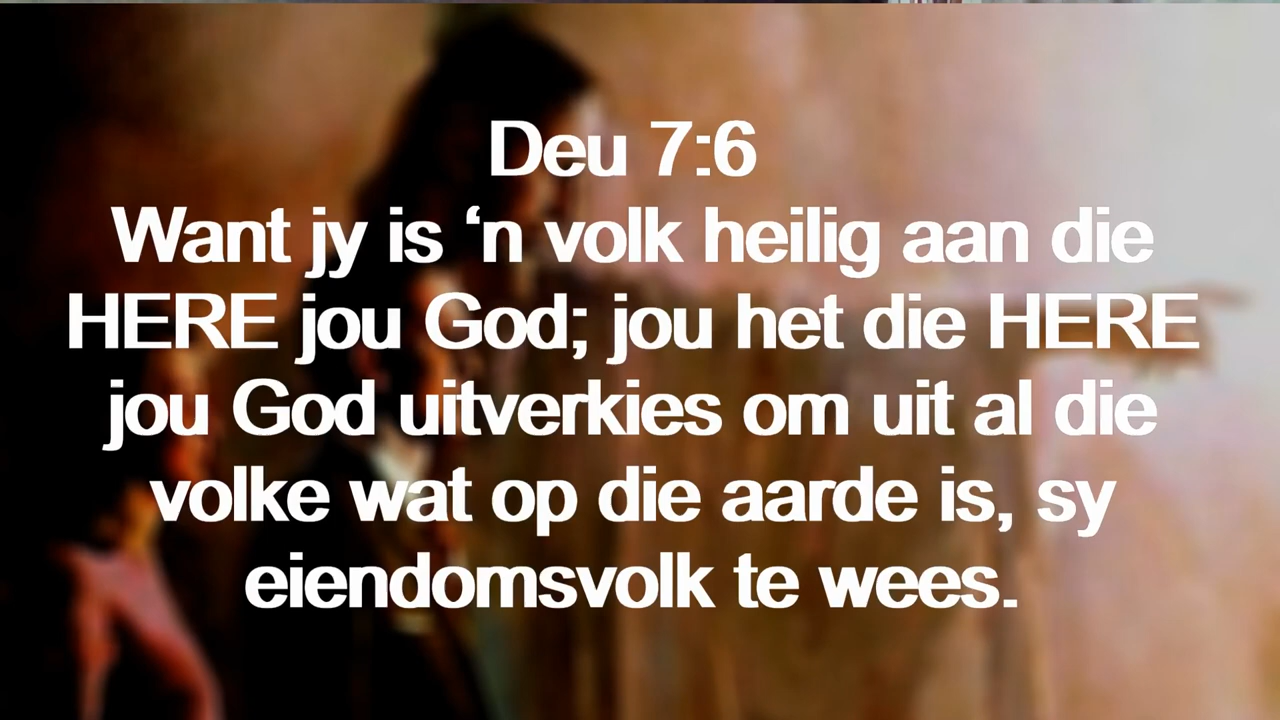 Deu 7:6
Want jy is ‘n volk heilig aan die
HERE jou God; jou het die HERE
jou God uitverkies om uit al die
volke wat op die aarde is, sy
eiendomsvolk te wees.